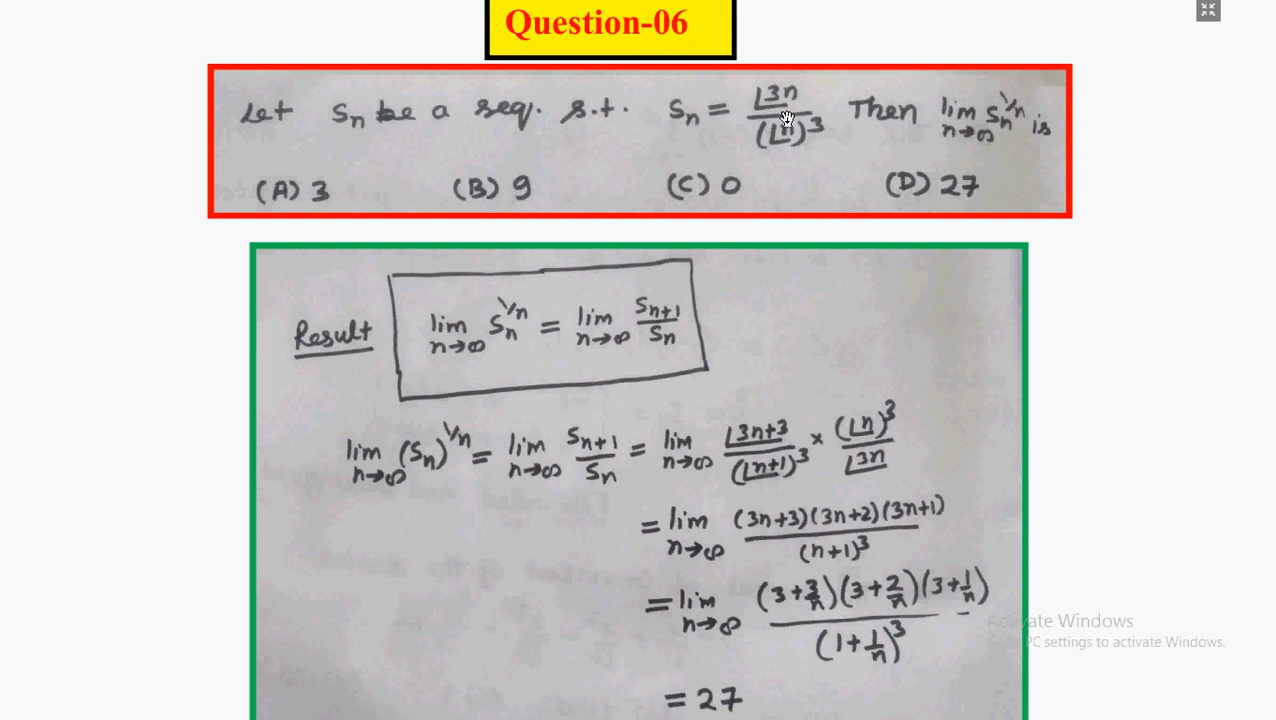 Question-06
Let Sn be a seq. s.t. Sn = ⌊3n / (⌊n)^3 Then lim n→∞ Sn^1/n is
(A) 3 (B) 9 (C) 0 (D) 27
Result lim n→∞ Sn^1/n = lim n→∞ Sn+1 / Sn
lim n→∞ (Sn)^1/n = lim n→∞ Sn+1 / Sn = lim n→∞ ⌊3n+3 / (⌊n+1)^3 × (⌊n)^3 / ⌊3n
= lim n→∞ (3n+3)(3n+2)(3n+1) / (n+1)^3
= lim n→∞ (3+3/n)(3+2/n)(3+1/n) / (1+1/n)^3
= 27
Activate Windows
PC settings to activate Windows.